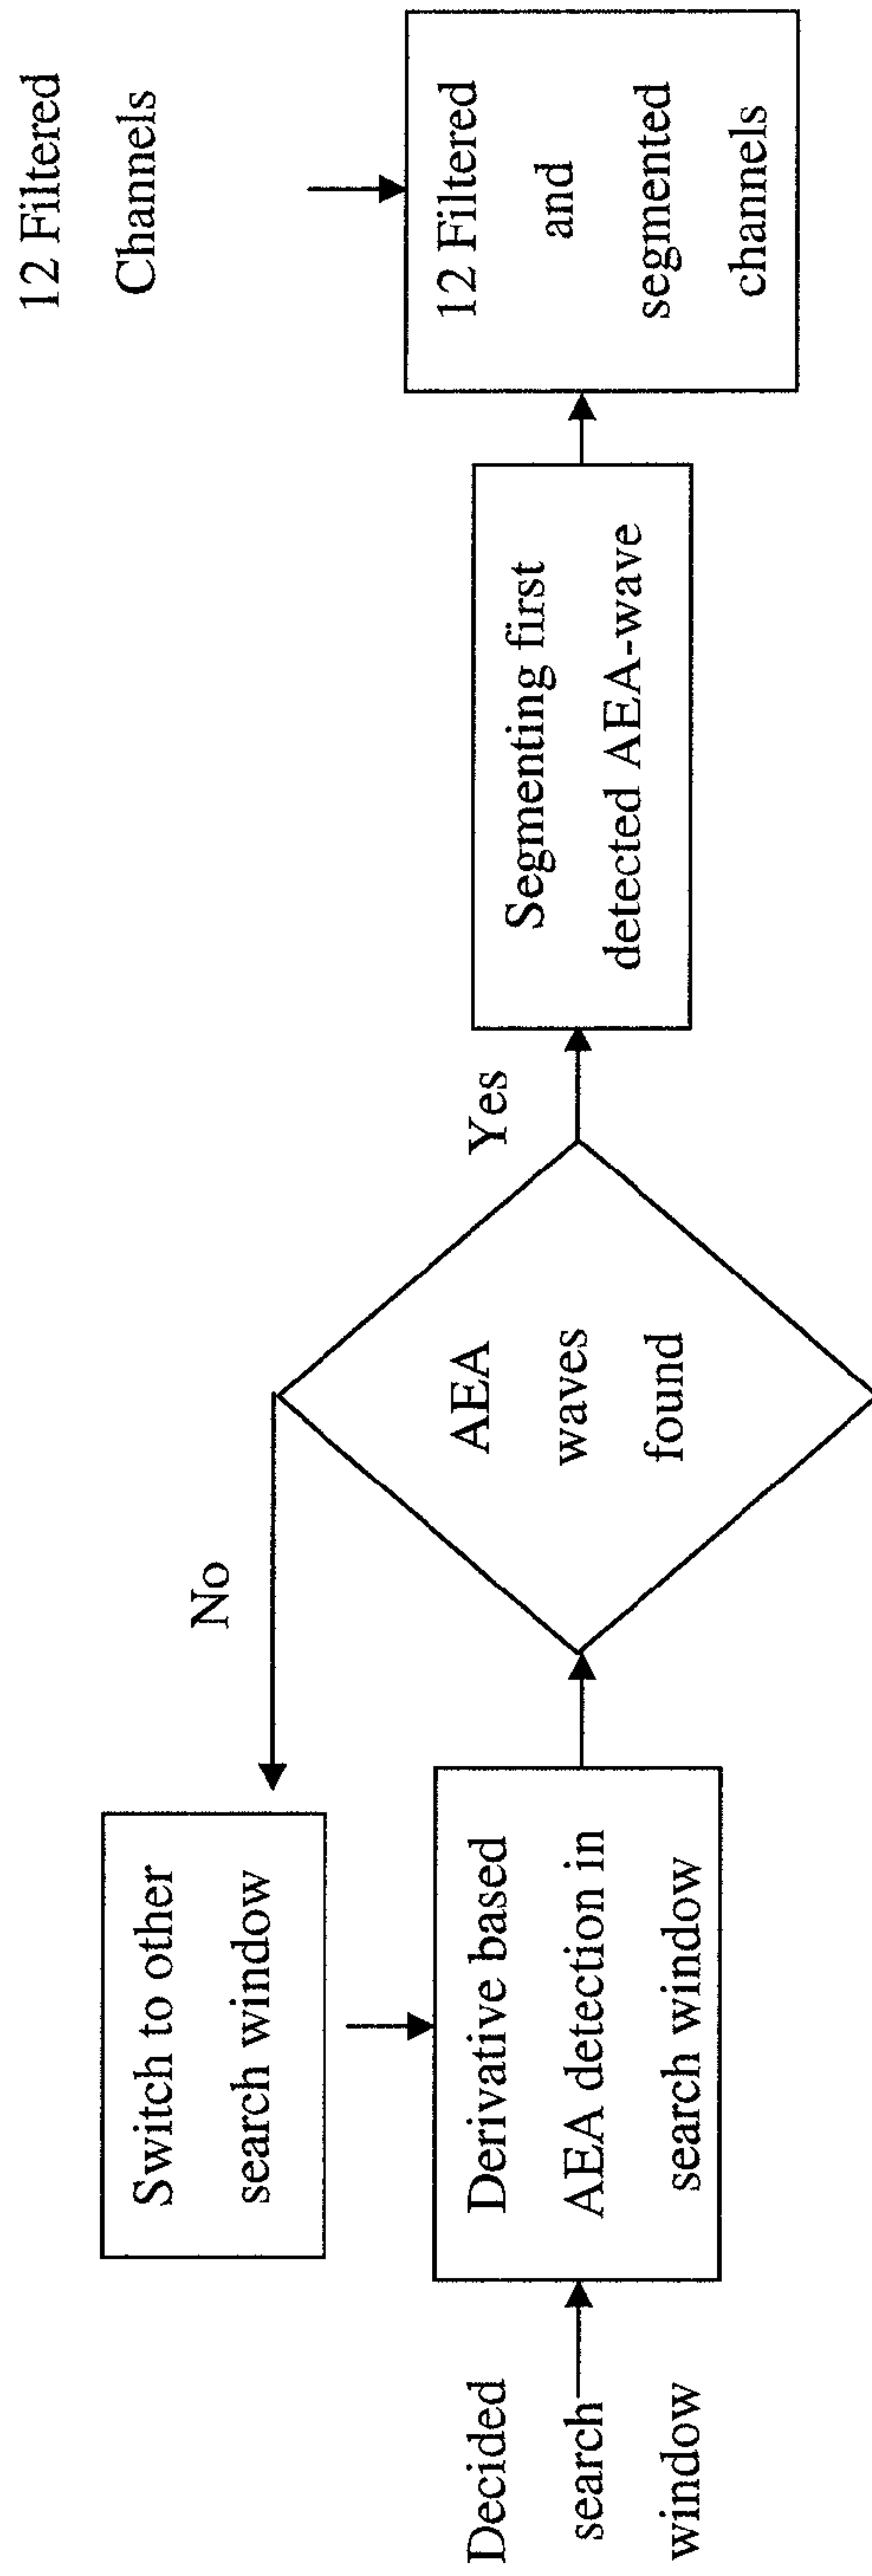 Decided
search
window
Switch to other
search window
Derivative based
AEA detection in
search window
No
AEA
waves
found
Yes
Segmenting first
detected AEA-wave
12 Filtered
Channels
12 Filtered
and
segmented
channels